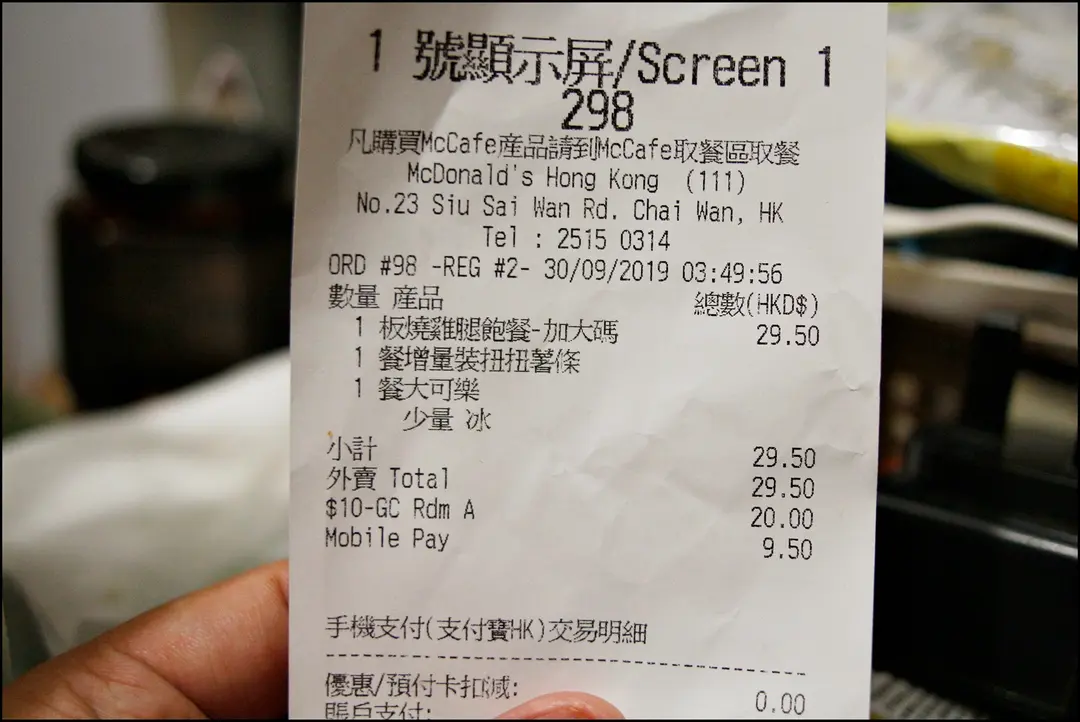 1 號顯示屏/Screen 1
298
凡購買McCafe產品請到McCafe取餐區取餐
McDonald's Hong Kong (111)
No.23 Siu Sai Wan Rd. Chai Wan, HK
Tel : 2515 0314
ORD #98 -REG #2- 30/09/2019 03:49:56
數量 產品 總數(HKD$)
1 板燒雞腿飽餐-加大碼 29.50
1 餐增量裝扭扭薯條
1 餐大可樂
少量 冰
小計 29.50
外賣 Total 29.50
$10-GC Rdm A 20.00
Mobile Pay 9.50
手機支付(支付寶HK)交易明細
優惠/預付卡扣減: 0.00
賬戶支付: